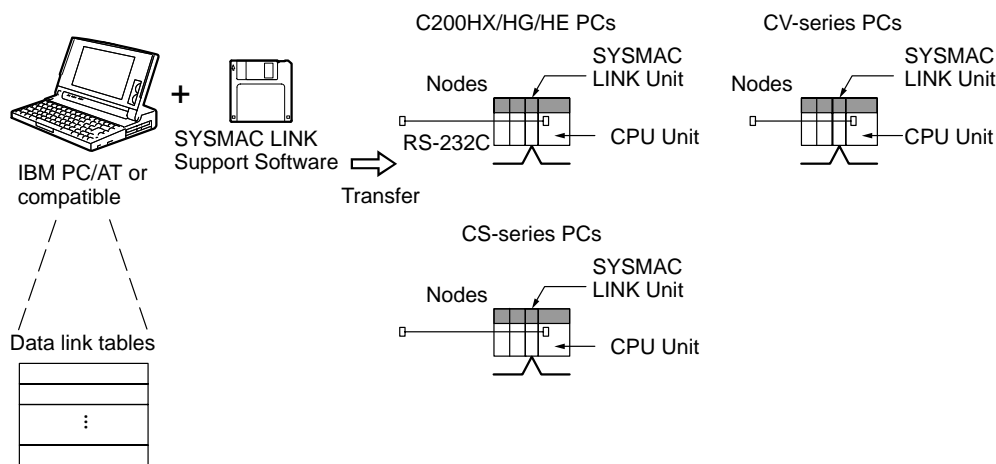 C200HX/HG/HE PCs
CV-series PCs
SYSMAC
LINK Unit
Nodes
RS-232C
CPU Unit
SYSMAC
LINK Unit
Nodes
CPU Unit
+
SYSMAC LINK
Support Software
IBM PC/AT or
compatible
Transfer
CS-series PCs
SYSMAC
LINK Unit
Nodes
CPU Unit
Data link tables